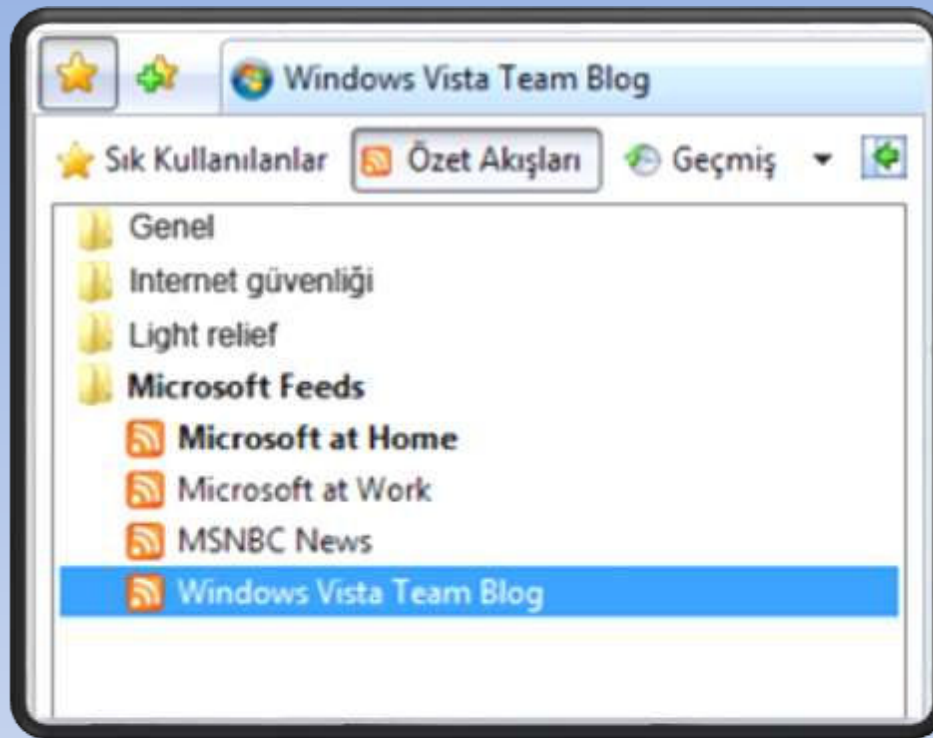 Windows Vista Team Blog
Sık Kullanılanlar Özet Akışları Geçmiş
Genel
Internet güvenliği
Light relief
Microsoft Feeds
Microsoft at Home
Microsoft at Work
MSNBC News
Windows Vista Team Blog